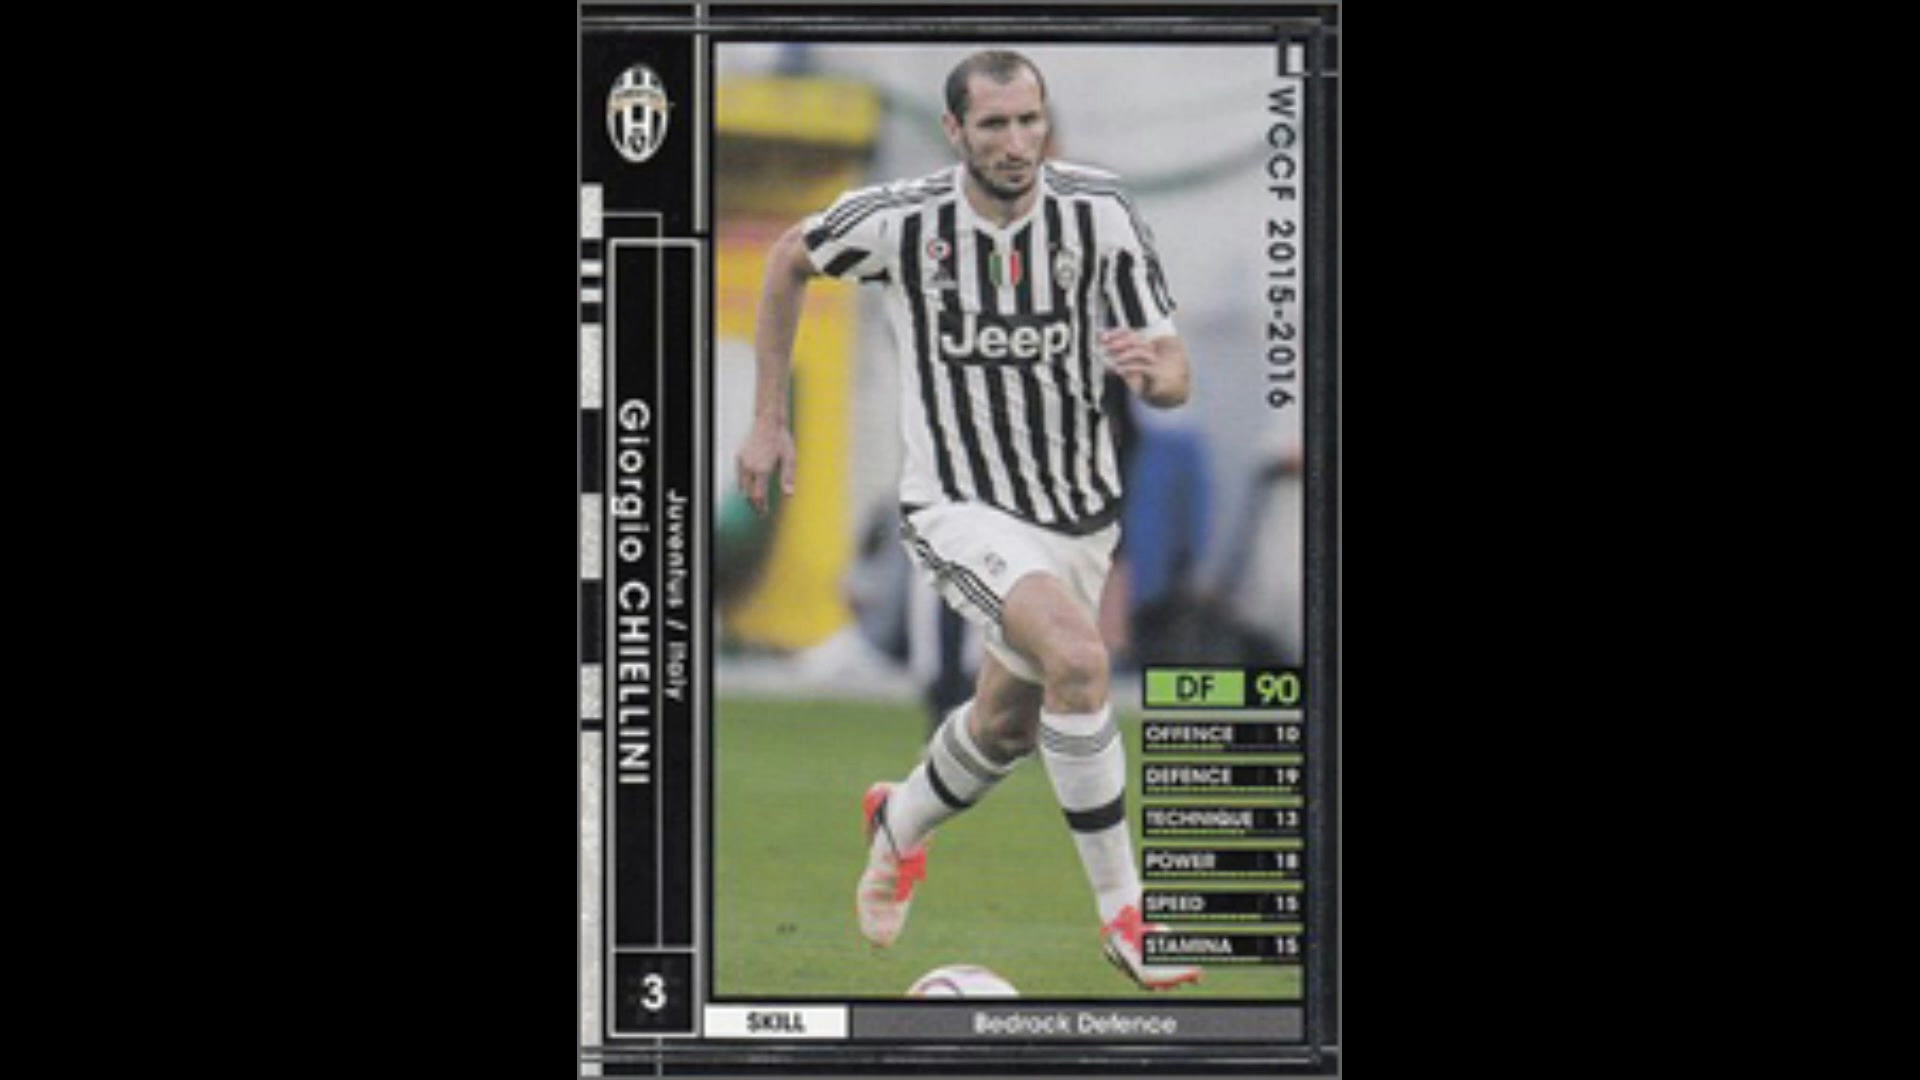 WCCF 2015-2016
Juventus / Italy
Giorgio CHIELLINI
3
Jeep
DF 90
OFFENCE 10
DEFENCE 19
TECHNIQUE 13
POWER 18
SPEED 15
STAMINA 15
SKILL Bedrock Defence